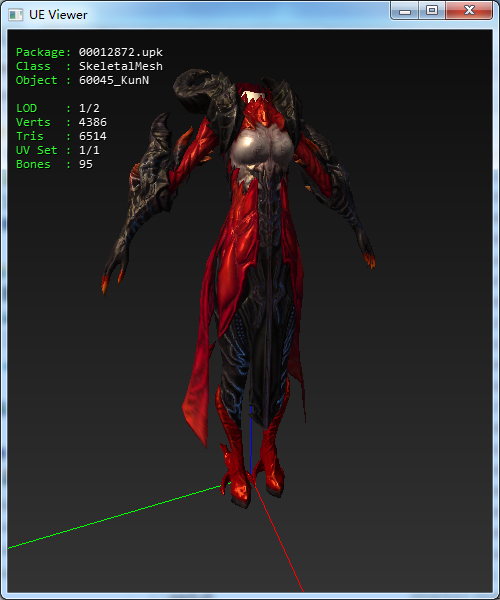 UE Viewer
Package: 00012872.upk
Class : SkeletalMesh
Object : 60045_KunN
LOD : 1/2
Verts : 4386
Tris : 6514
UV Set : 1/1
Bones : 95